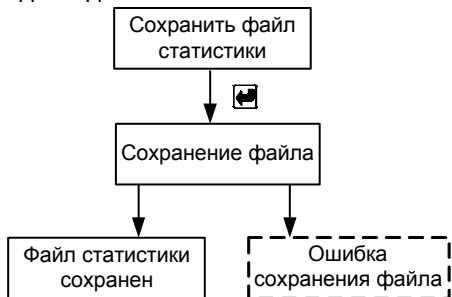 Сохранить файл
статистики
Сохранение файла
Файл статистики
сохранен
Ошибка
сохранения файла